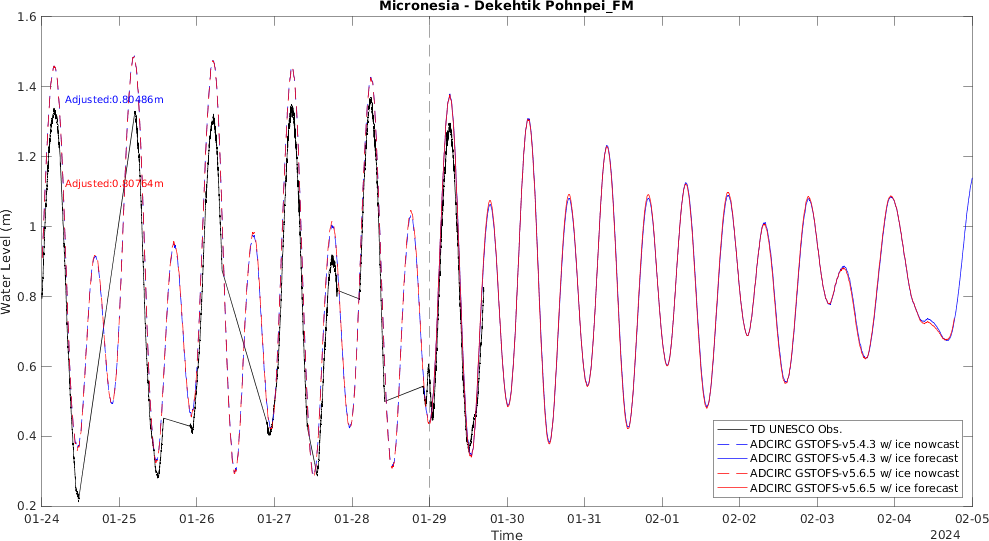 Micronesia - Dekehtik Pohnpei_FM
Water Level (m)
1.6
1.4
1.2
1
0.8
0.6
0.4
0.2
Adjusted:0.80486m
Adjusted:0.80764m
TD UNESCO Obs.
ADCIRC GSTOFS-v5.4.3 w/ ice nowcast
ADCIRC GSTOFS-v5.4.3 w/ ice forecast
ADCIRC GSTOFS-v5.6.5 w/ ice nowcast
ADCIRC GSTOFS-v5.6.5 w/ ice forecast
01-24 01-25 01-26 01-27 01-28 01-29 01-30 01-31 02-01 02-02 02-03 02-04 02-05
Time
2024